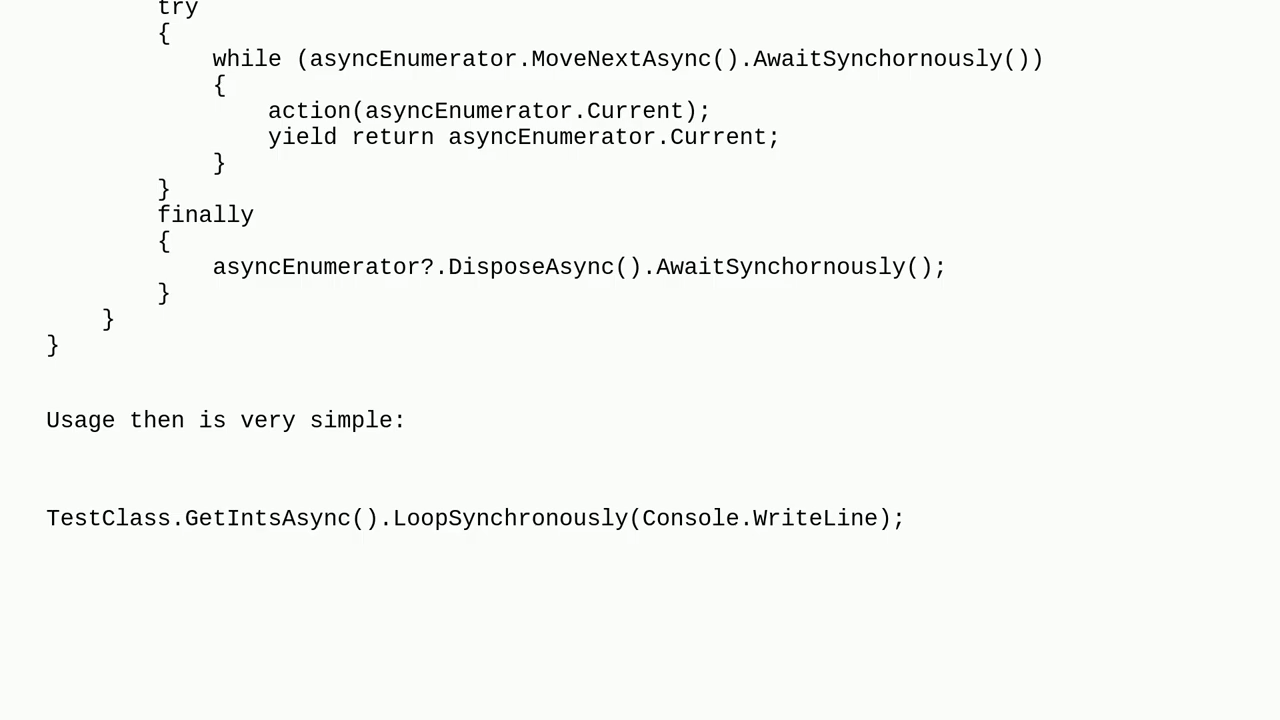 try
{
while (asyncEnumerator.MoveNextAsync().AwaitSynchornously())
{
action(asyncEnumerator.Current);
yield return asyncEnumerator.Current;
}
}
finally
{
asyncEnumerator?.DisposeAsync().AwaitSynchornously();
}
}
}
Usage then is very simple:
TestClass.GetIntsAsync().LoopSynchronously(Console.WriteLine);